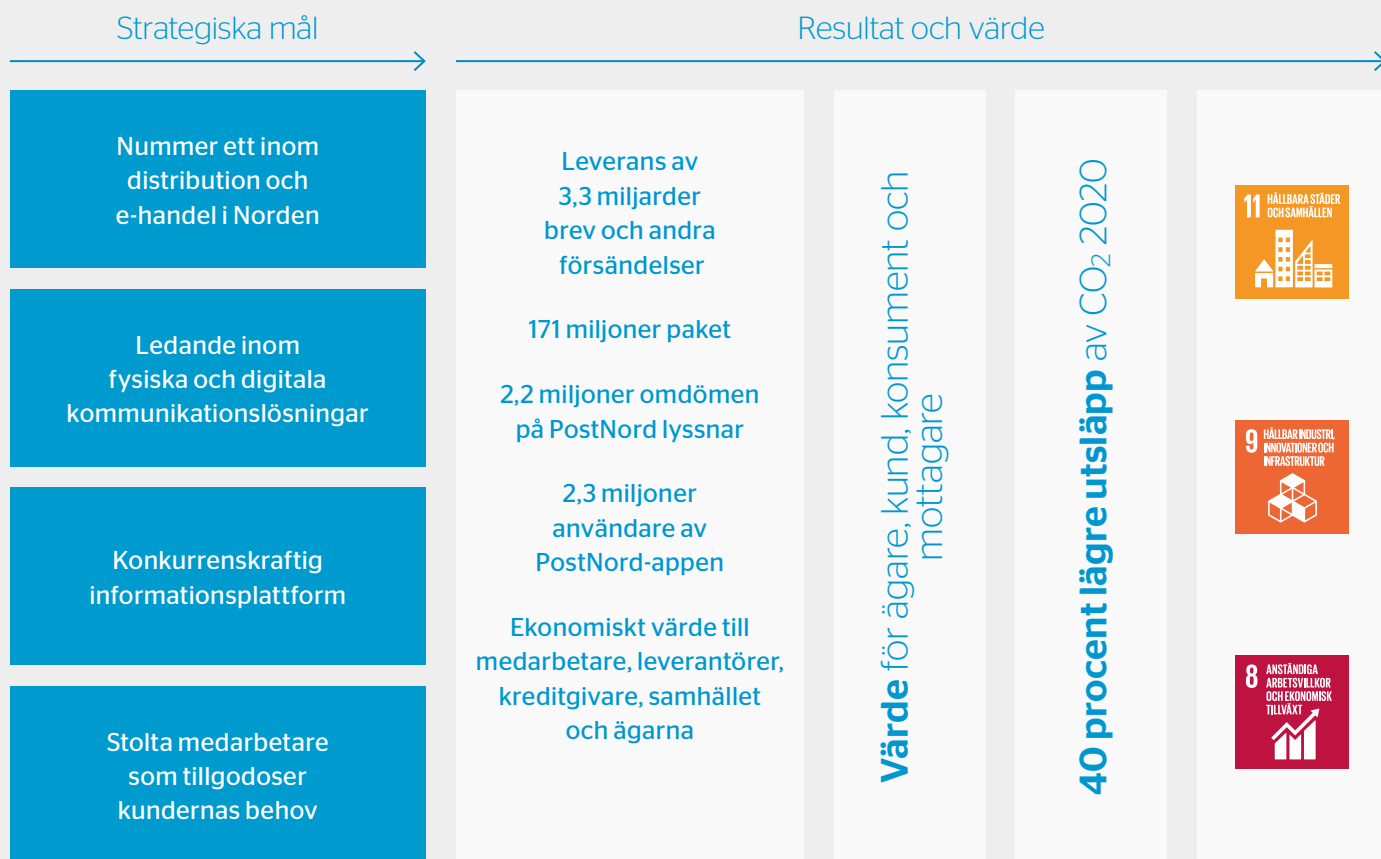 Strategiska mål
Resultat och värde
Nummer ett inom
distribution och
e-handel i Norden
Ledande inom
fysiska och digitala
kommunikationslösningar
Konkurrenskraftig
informationsplattform
Stolta medarbetare
som tillgodoser
kundernas behov
Leverans av
3,3 miljarder
brev och andra
försändelser
171 miljoner paket
2,2 miljoner omdömen
på PostNord lyssnar
2,3 miljoner
användare av
PostNord-appen
Ekonomiskt värde till
medarbetare, leverantörer,
kreditgivare, samhället
och ägarna
Värde för ägare, kund, konsument och
mottagare
40 procent lägre utsläpp av CO₂ 2020
11 HÅLLBARA STÄDER
OCH SAMHÄLLEN
9 HÅLLBAR INDUSTRI,
INNOVATIONER OCH
INFRASTRUKTUR
8 ANSTÄNDIGA
ARBETSVILLKOR
OCH EKONOMISK
TILLVÄXT